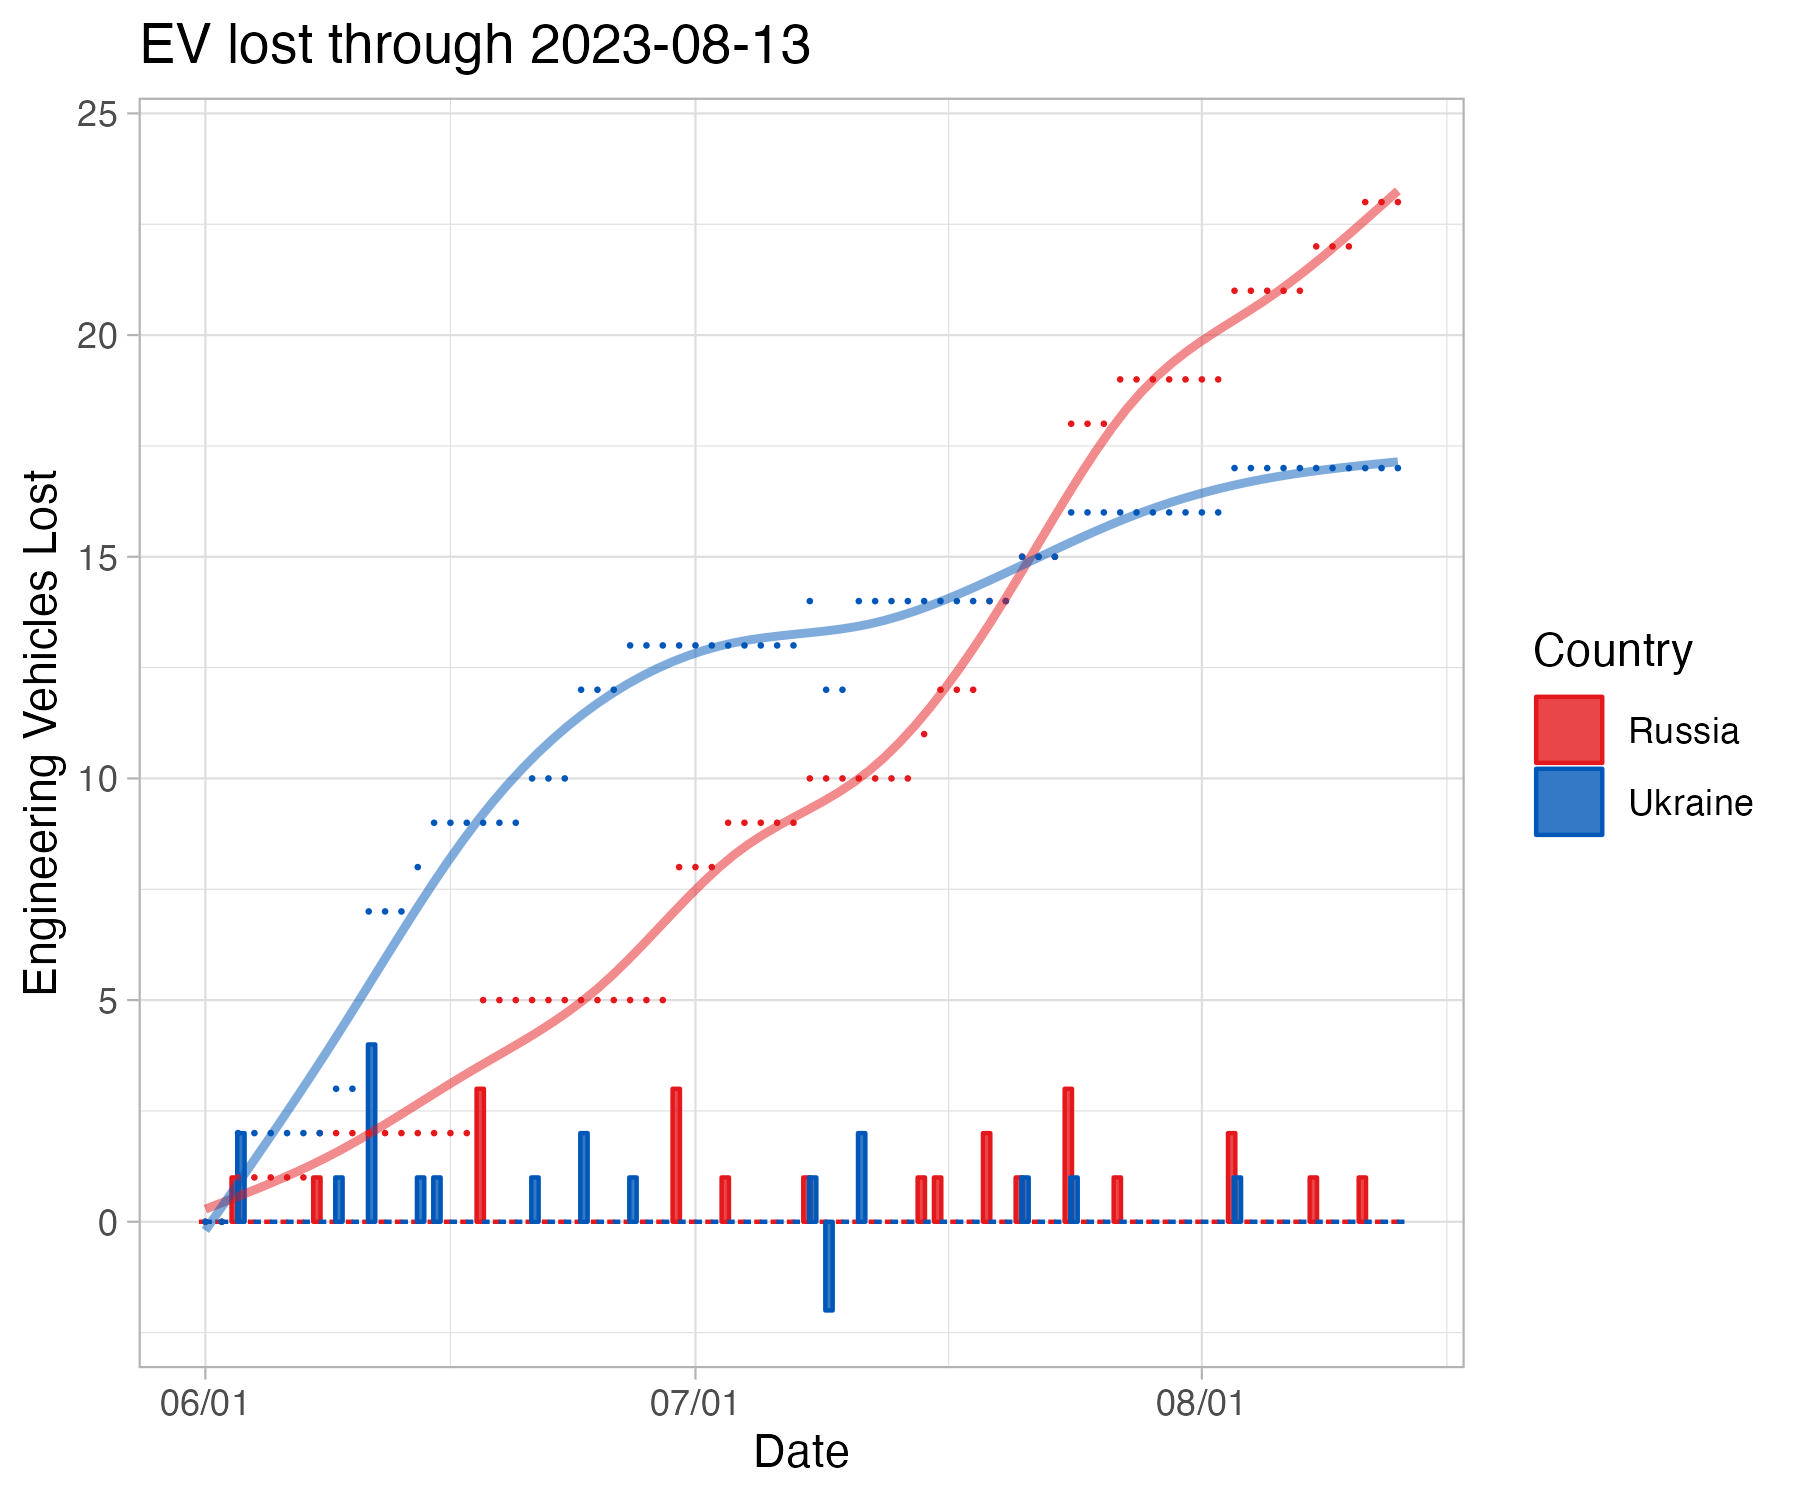 EV lost through 2023-08-13
Engineering Vehicles Lost
25
20
15
10
5
0
06/01 07/01 08/01
Date
Country
Russia
Ukraine